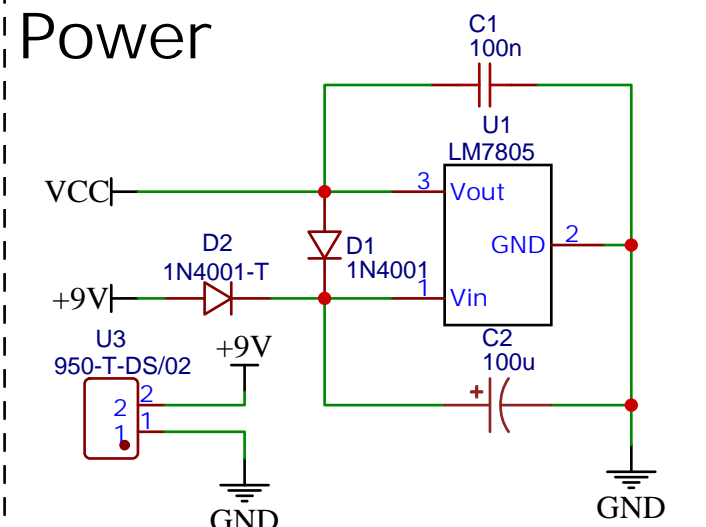 Power
C1
100n
U1
LM7805
VCC
3
Vout
D2
1N4001-T
D1
1N4001
GND
2
+9V
1
Vin
U3
950-T-DS/02
+9V
C2
100u
+
2
2
1
1
GND
GND